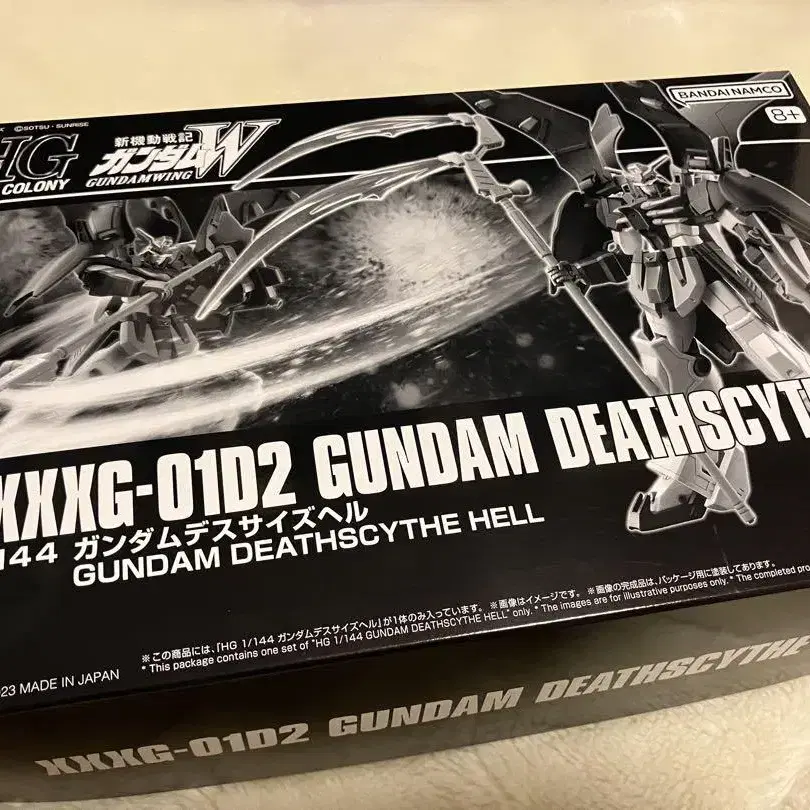 ©SOTSU・SUNRISE
BANDAI NAMCO
8+
HG
COLONY
新機動戦記
ガンダムW
GUNDAMWING
XXXG-01D2 GUNDAM DEATHSCYT
144 ガンダムデスサイズヘル
GUNDAM DEATHSCYTHE HELL
※この商品には、「HG 1/144 ガンダムデスサイズヘル」が1体のみ入っています。 ※画像はイメージです。 ※画像の完成品は、パッケージ用に塗装してあります。
* This package contains one set of "HG 1/144 GUNDAM DEATHSCYTHE HELL" only. * The images are for illustrative purposes only. * The completed pro
23 MADE IN JAPAN
XXXG-01D2 GUNDAM DEATHSCYTHE